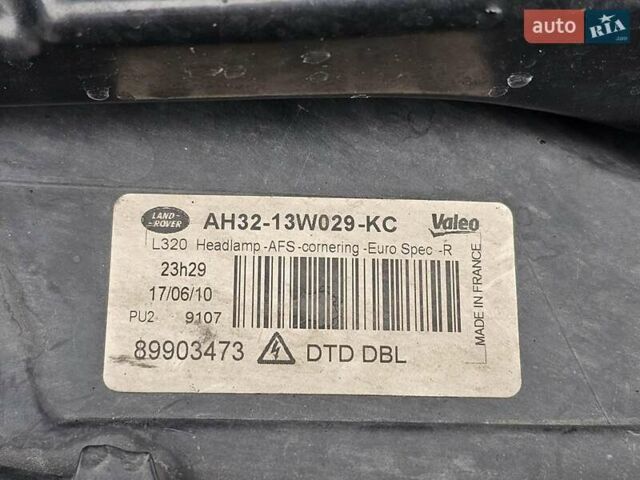 auto RIA
.com
LAND-
ROVER
AH32-13W029-KC
Valeo
L320 Headlamp-AFS-cornering-Euro Spec-R
23h29
17/06/10
PU2 9107
MADE IN FRANCE
89903473 DTD DBL